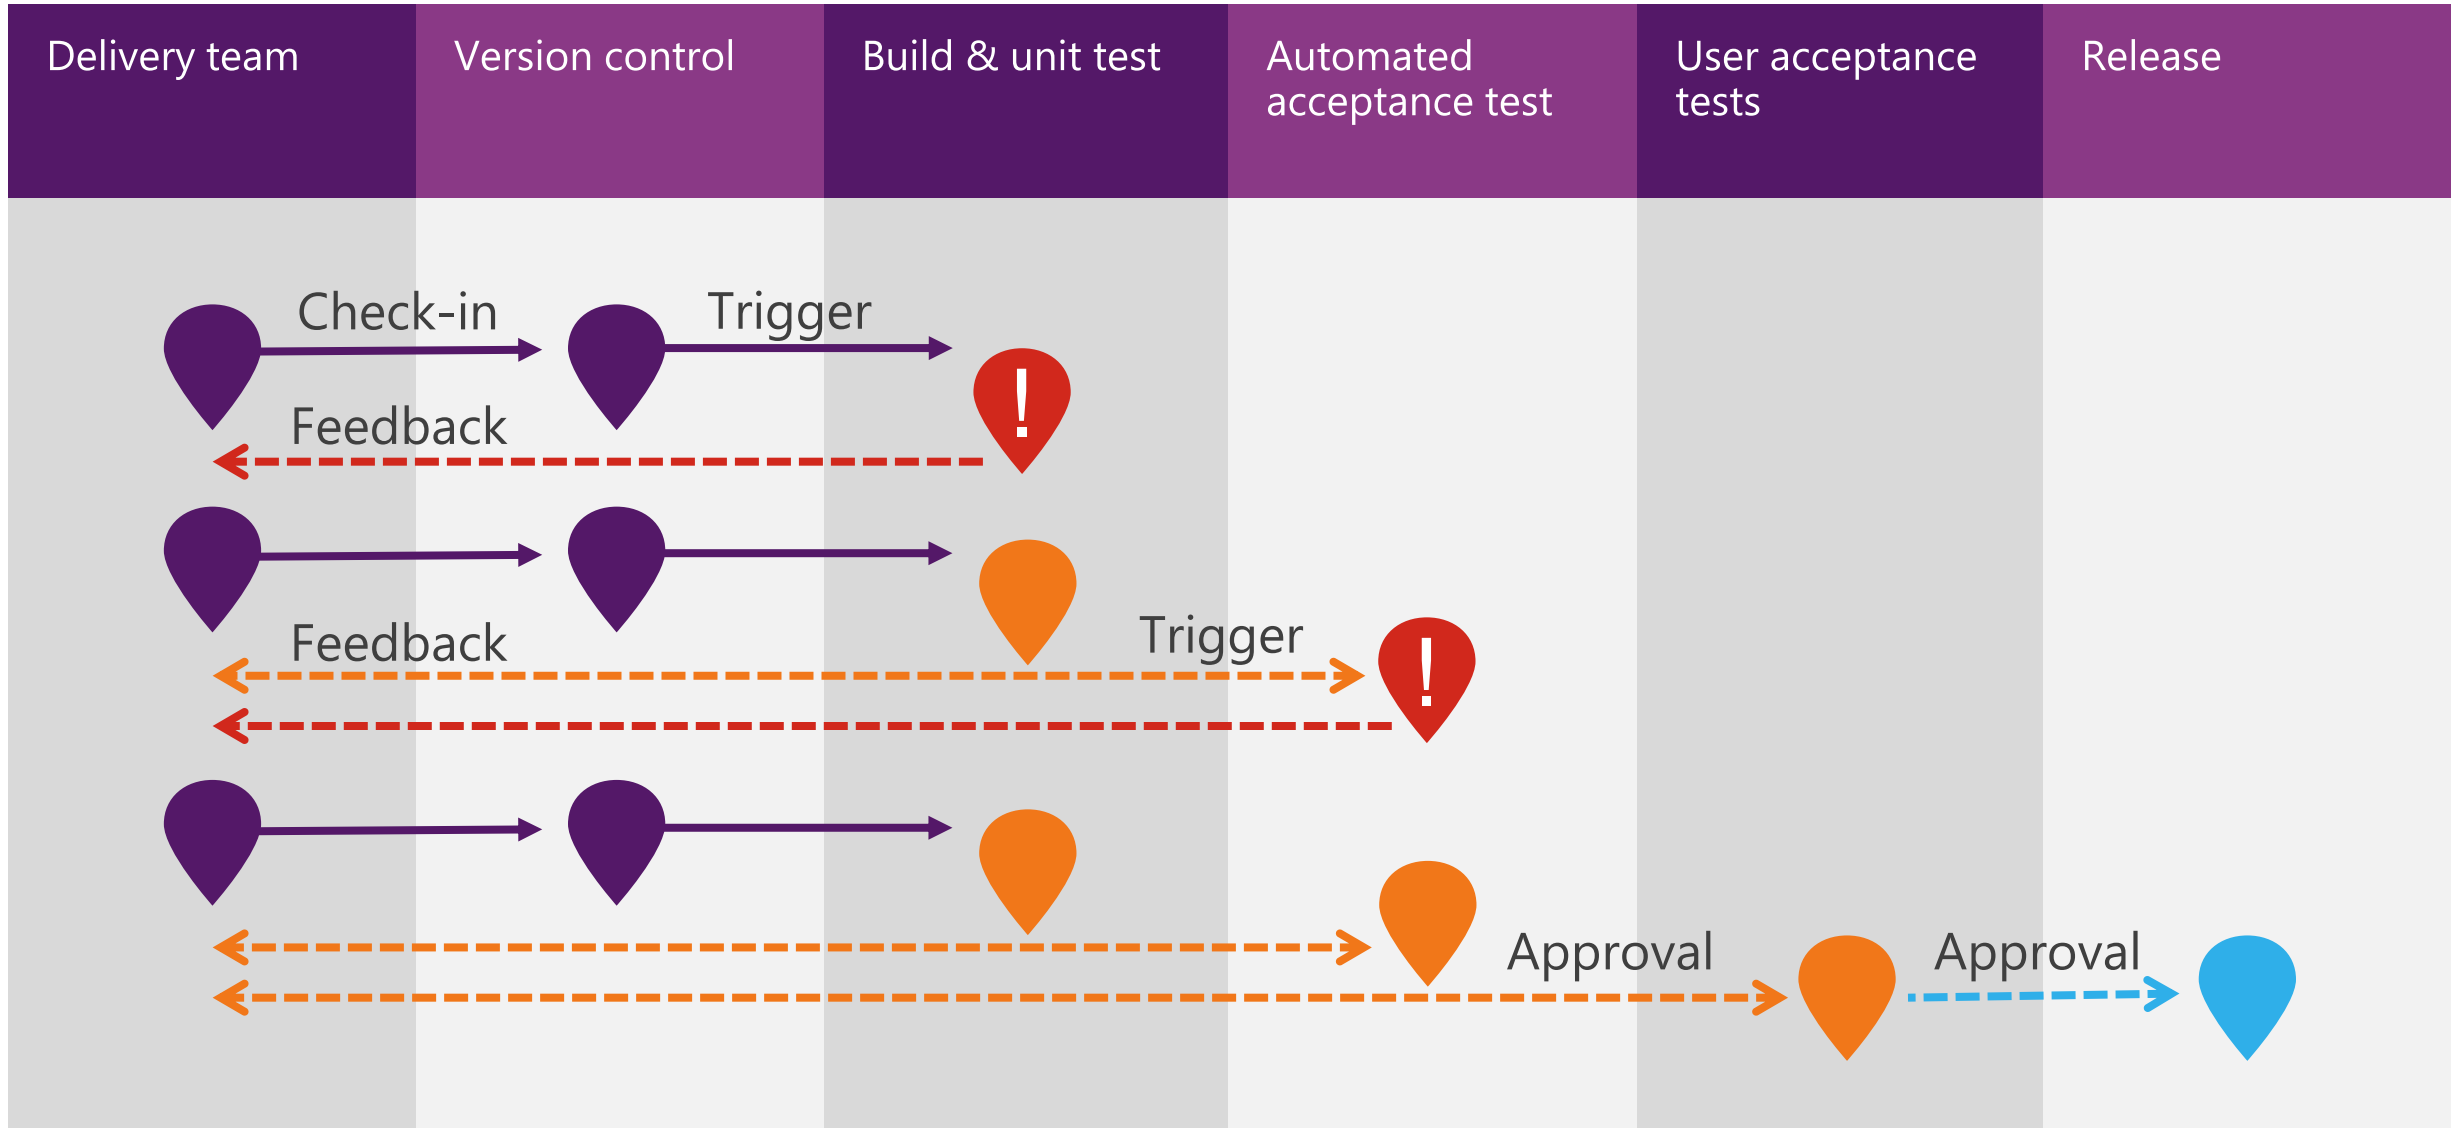 Delivery team
Version control
Build & unit test
Automated
acceptance test
User acceptance
tests
Release
Check-in
Trigger
!
Feedback
Feedback
Trigger
!
Approval
Approval